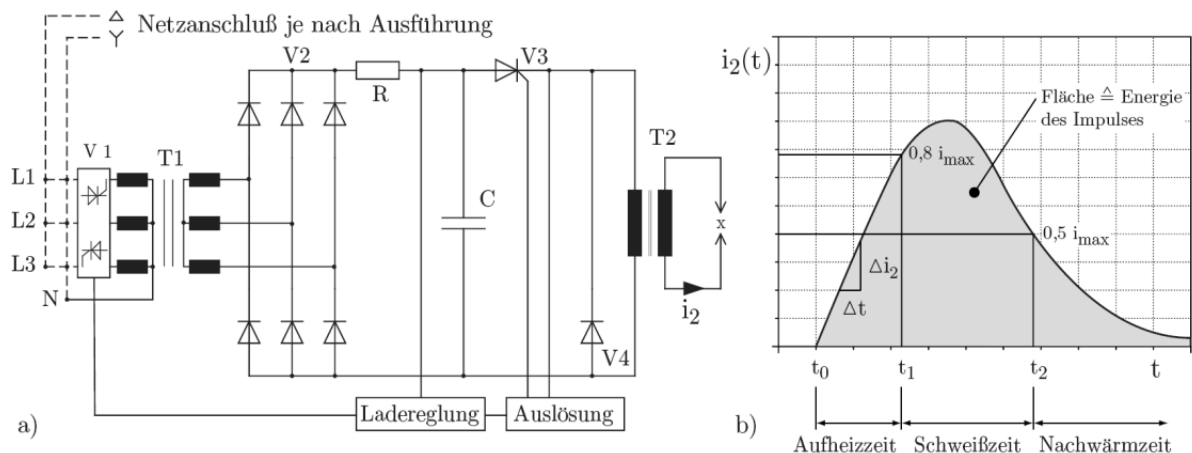 △ Netzanschluß je nach Ausführung
Y
V2
V3
R
V 1
T1
T2
L1
L2
L3
N
C
x
i₂
V4
Ladereglung
Auslösung
a)
i₂(t)
Fläche ≙ Energie
des Impulses
0,8 iₘₐₓ
0,5 iₘₐₓ
Δi₂
Δt
t₀
t₁
t₂
t
b)
Aufheizzeit
Schweißzeit
Nachwärmzeit